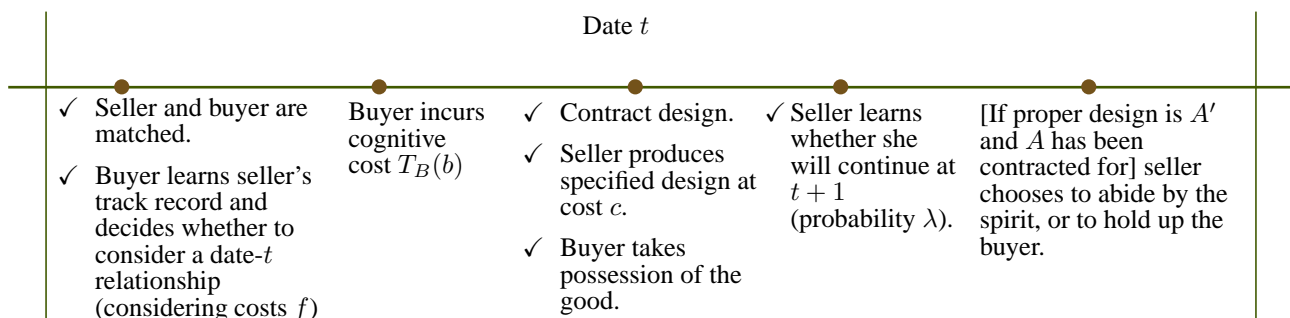 Date t
✓ Seller and buyer are
matched.
✓ Buyer learns seller's
track record and
decides whether to
consider a date-t
relationship
(considering costs f)
Buyer incurs
cognitive
cost T_B(b)
✓ Contract design.
✓ Seller produces
specified design at
cost c.
✓ Buyer takes
possession of the
good.
✓ Seller learns
whether she
will continue at
t + 1
(probability λ).
[If proper design is A′
and A has been
contracted for] seller
chooses to abide by the
spirit, or to hold up the
buyer.